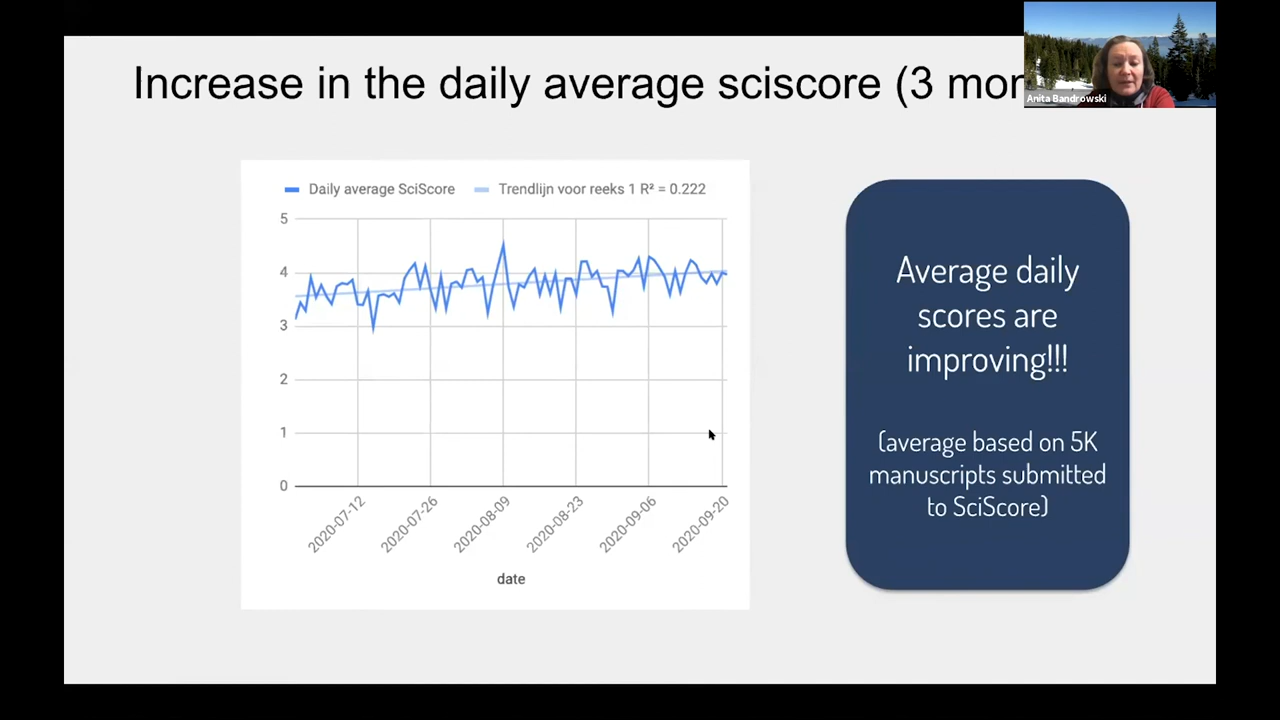 Increase in the daily average sciscore (3 mon
Anita Bandrowski
Daily average SciScore
Trendlijn voor reeks 1 R² = 0.222
5
4
3
2
1
0
2020-07-12
2020-07-26
2020-08-09
2020-08-23
2020-09-06
2020-09-20
date
Average daily
scores are
improving!!!
(average based on 5K
manuscripts submitted
to SciScore)